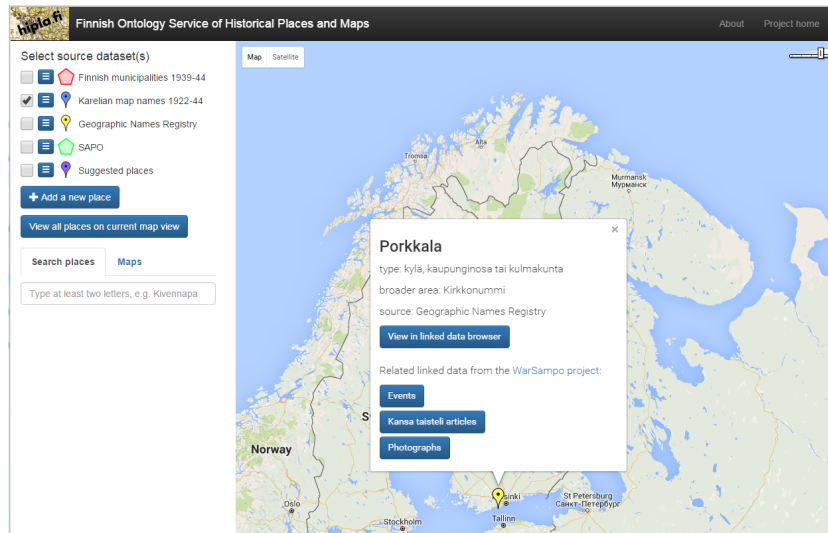 hipla.fi
Finnish Ontology Service of Historical Places and Maps
About
Project home
Select source dataset(s)
Finnish municipalities 1939-44
Karelian map names 1922-44
Geographic Names Registry
SAPO
Suggested places
+ Add a new place
View all places on current map view
Search places
Maps
Type at least two letters, e.g. Kivennapa
Map
Satellite
Tromsø
Alta
Murmansk
Мурманск
×
Porkkala
type: kylä, kaupunginosa tai kulmakunta
broader area: Kirkkonummi
source: Geographic Names Registry
View in linked data browser
Related linked data from the WarSampo project:
Events
Kansa taisteli articles
Photographs
S
Norway
Oslo
Stockholm
sinki
Tallinn
St Petersburg
Санкт-Петербург